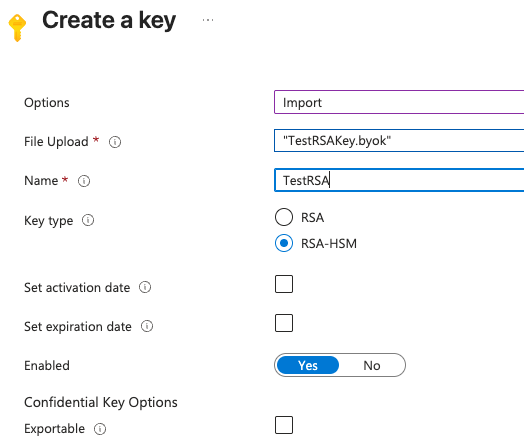 Create a key ...
Options Import
File Upload * "TestRSAKey.byok"
Name * TestRSA
Key type RSA
RSA-HSM
Set activation date
Set expiration date
Enabled Yes No
Confidential Key Options
Exportable